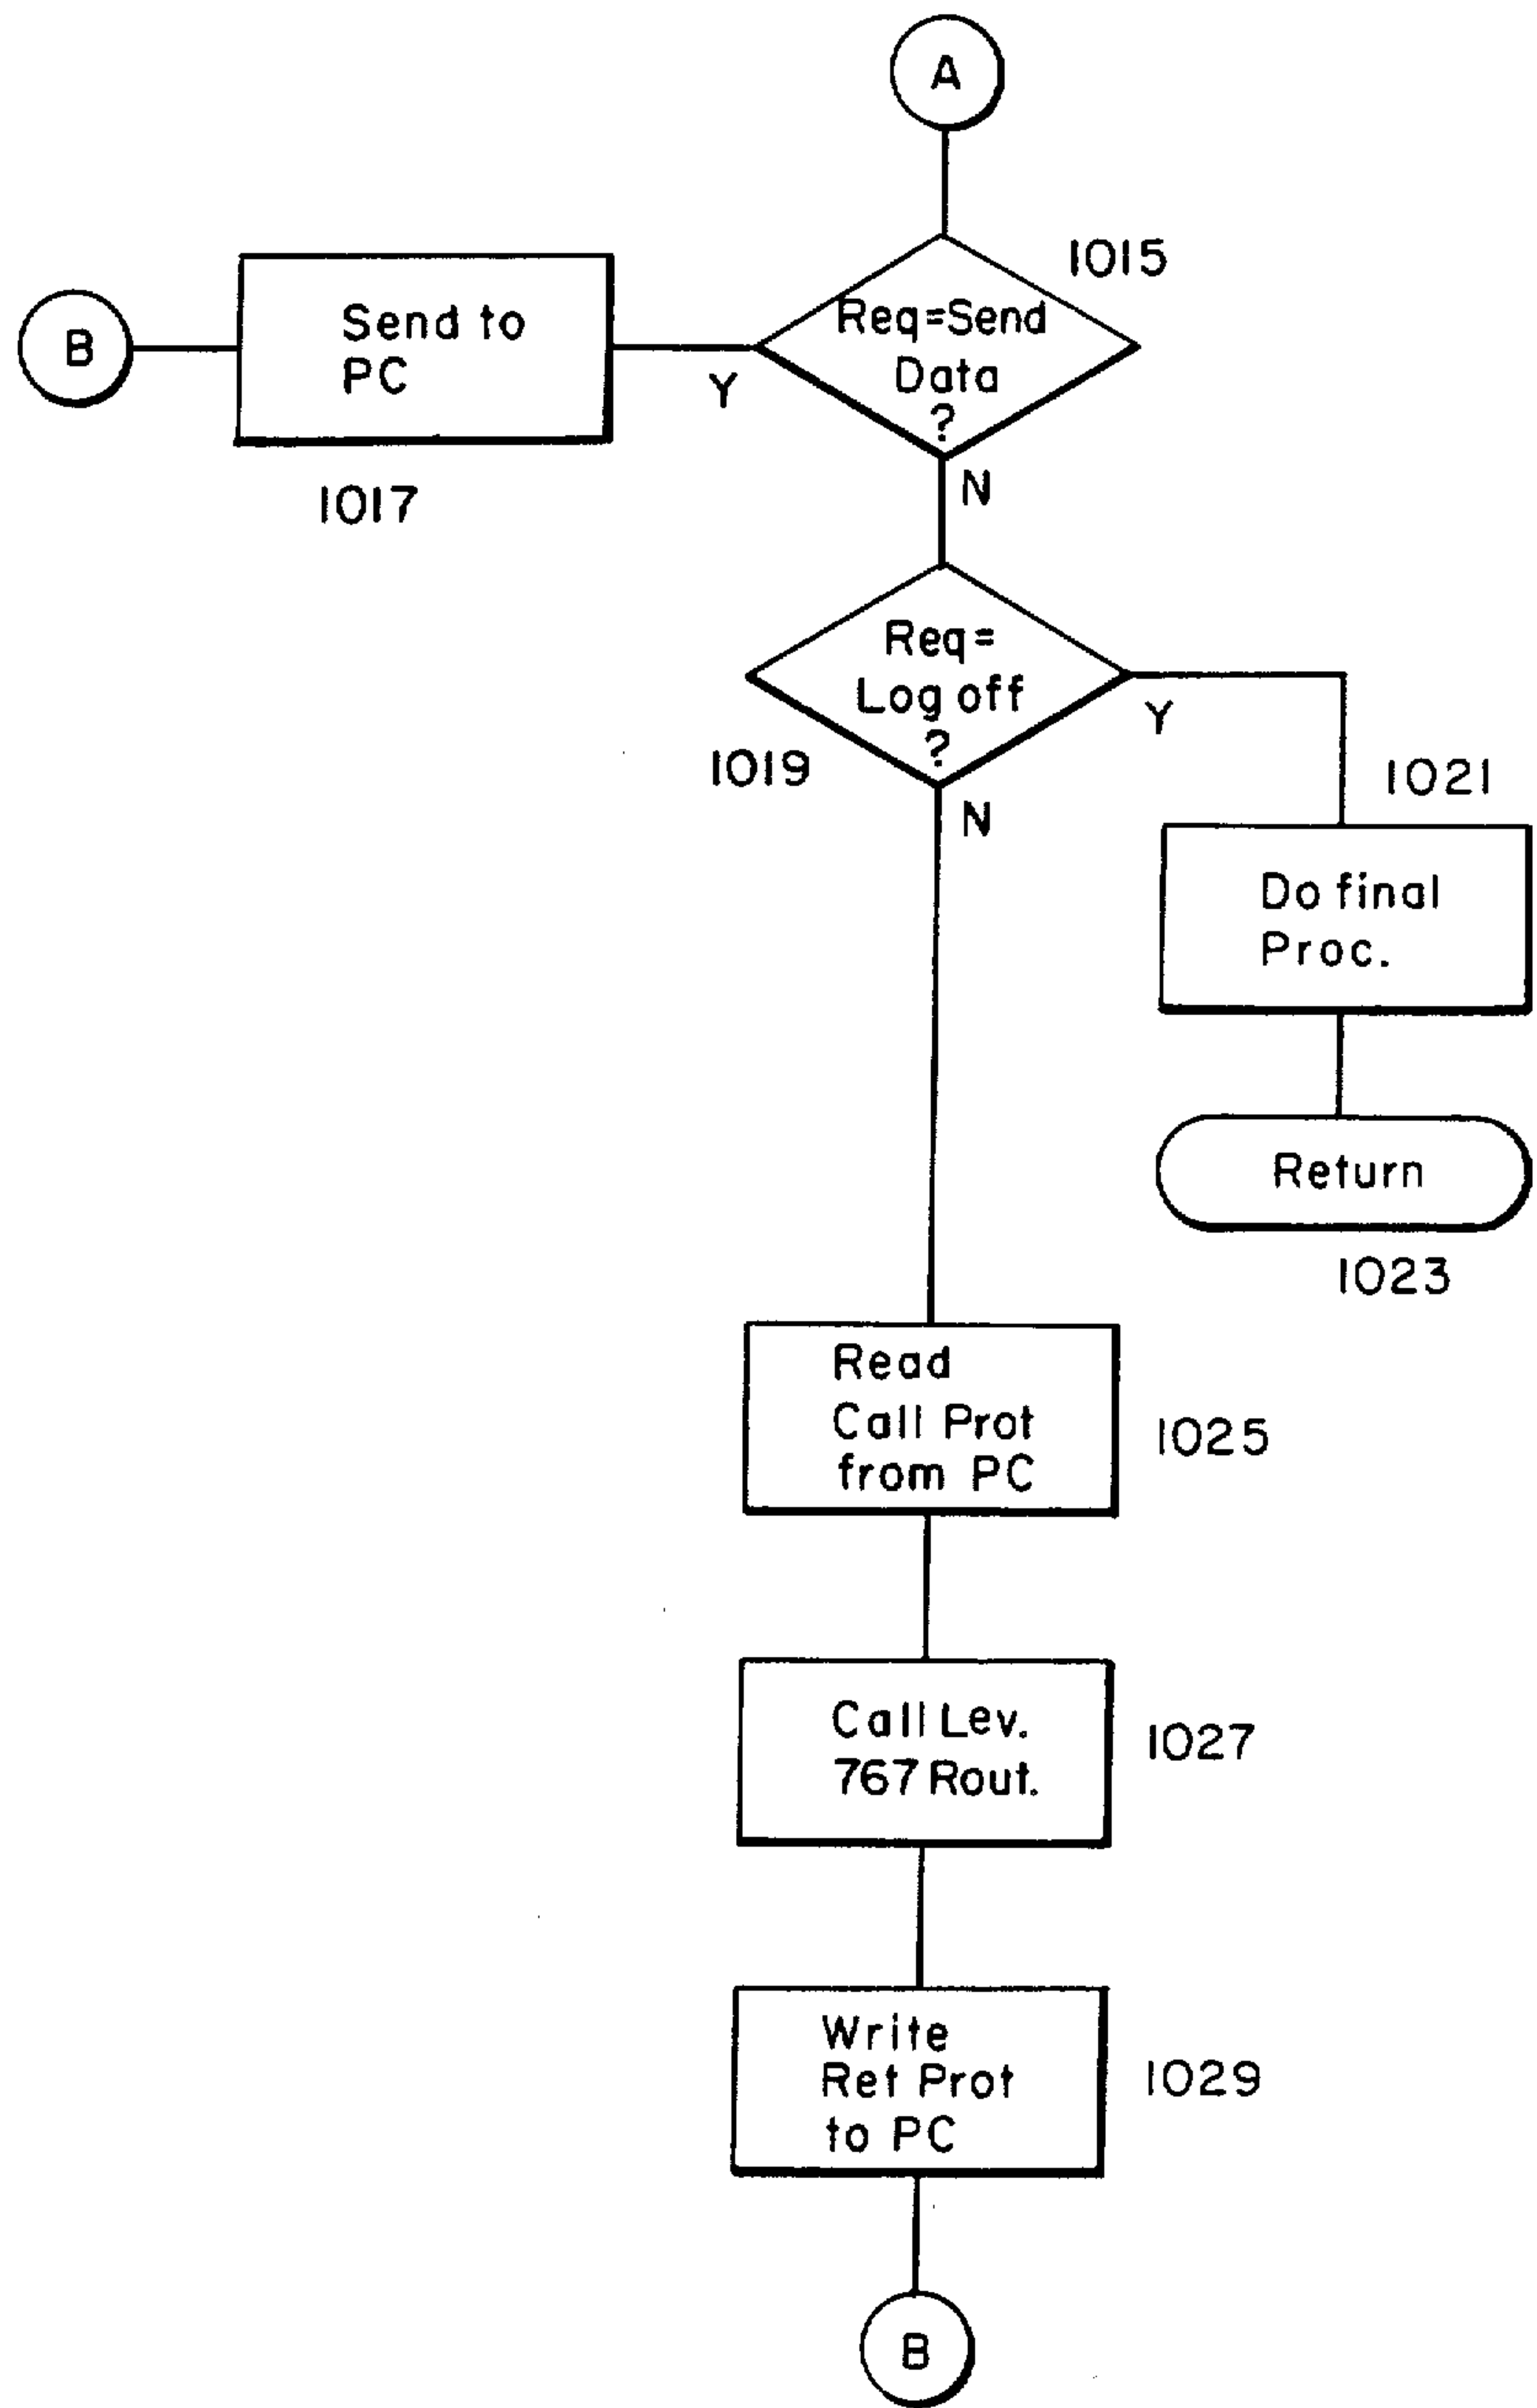 A
1015
Req=Send
Data
?
Y
N
B
Send to
PC
1017
Req=
Log off
?
1019
Y
N
1021
Do final
Proc.
Return
1023
Read
Call Prot
from PC
1025
Call Lev.
767 Rout.
1027
Write
Ret Prot
to PC
1029
B